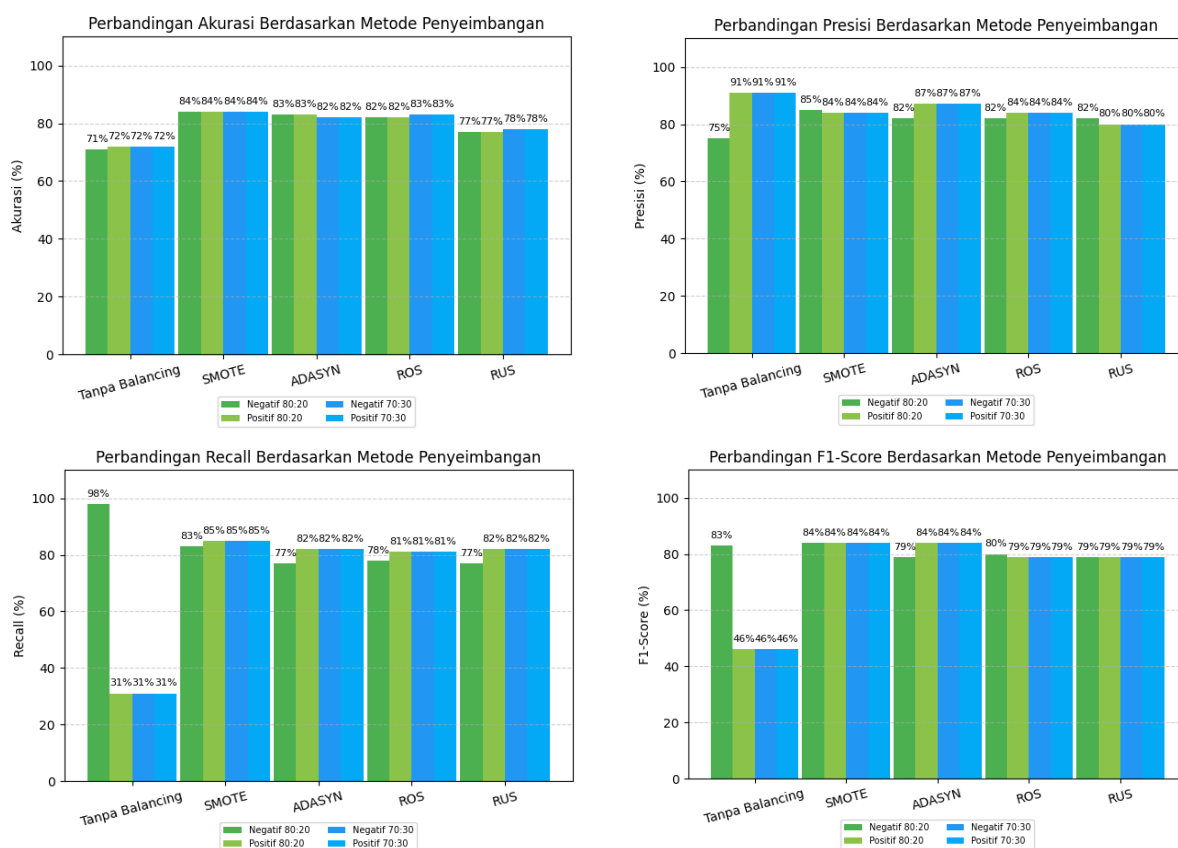 Perbandingan Akurasi Berdasarkan Metode Penyeimbangan
Akurasi (%)
100
80
60
40
20
0
71% 72% 72% 72%
84% 84% 84% 84%
83% 83% 82% 82%
82% 82% 83% 83%
77% 77% 78% 78%
Tanpa Balancing SMOTE ADASYN ROS RUS
Negatif 80:20 Negatif 70:30
Positif 80:20 Positif 70:30
Perbandingan Presisi Berdasarkan Metode Penyeimbangan
Presisi (%)
100
80
60
40
20
0
75% 91% 91% 91%
85% 84% 84% 84%
82% 87% 87% 87%
82% 84% 84% 84%
82% 80% 80% 80%
Tanpa Balancing SMOTE ADASYN ROS RUS
Negatif 80:20 Negatif 70:30
Positif 80:20 Positif 70:30
Perbandingan Recall Berdasarkan Metode Penyeimbangan
Recall (%)
100
80
60
40
20
0
98% 31% 31% 31%
83% 85% 85% 85%
77% 82% 82% 82%
78% 81% 81% 81%
77% 82% 82% 82%
Tanpa Balancing SMOTE ADASYN ROS RUS
Negatif 80:20 Negatif 70:30
Positif 80:20 Positif 70:30
Perbandingan F1-Score Berdasarkan Metode Penyeimbangan
F1-Score (%)
100
80
60
40
20
0
83% 46% 46% 46%
84% 84% 84% 84%
79% 84% 84% 84%
80% 79% 79% 79%
79% 79% 79% 79%
Tanpa Balancing SMOTE ADASYN ROS RUS
Negatif 80:20 Negatif 70:30
Positif 80:20 Positif 70:30